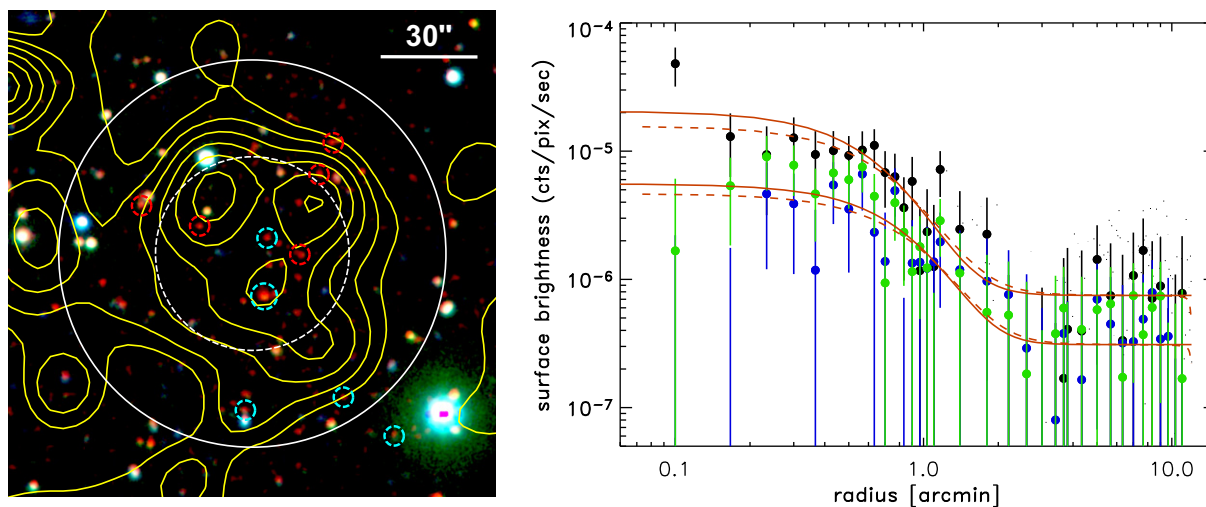 30"
10⁻⁴
10⁻⁵
10⁻⁶
10⁻⁷
surface brightness (cts/pix/sec)
0.1 1.0 10.0
radius [arcmin]